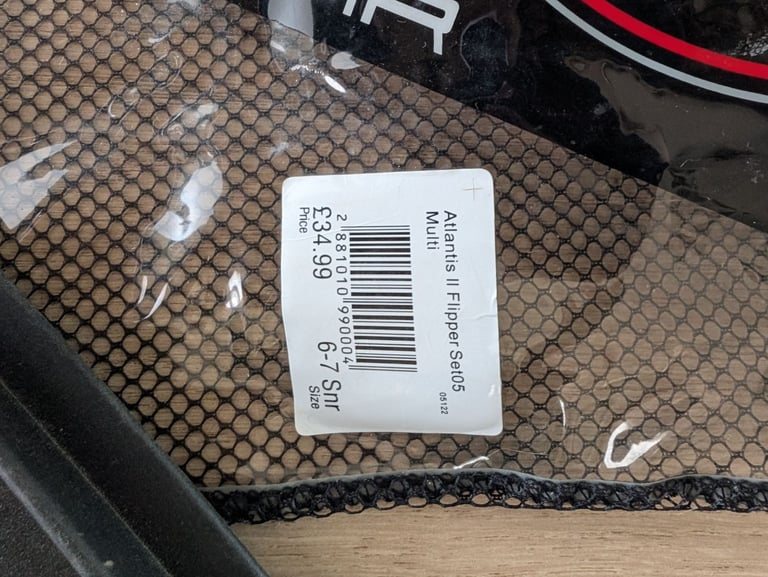 Atlantis II Flipper Set05
Multi
05122
2 881010 990004
£34.99
Price
6-7 Snr
Size